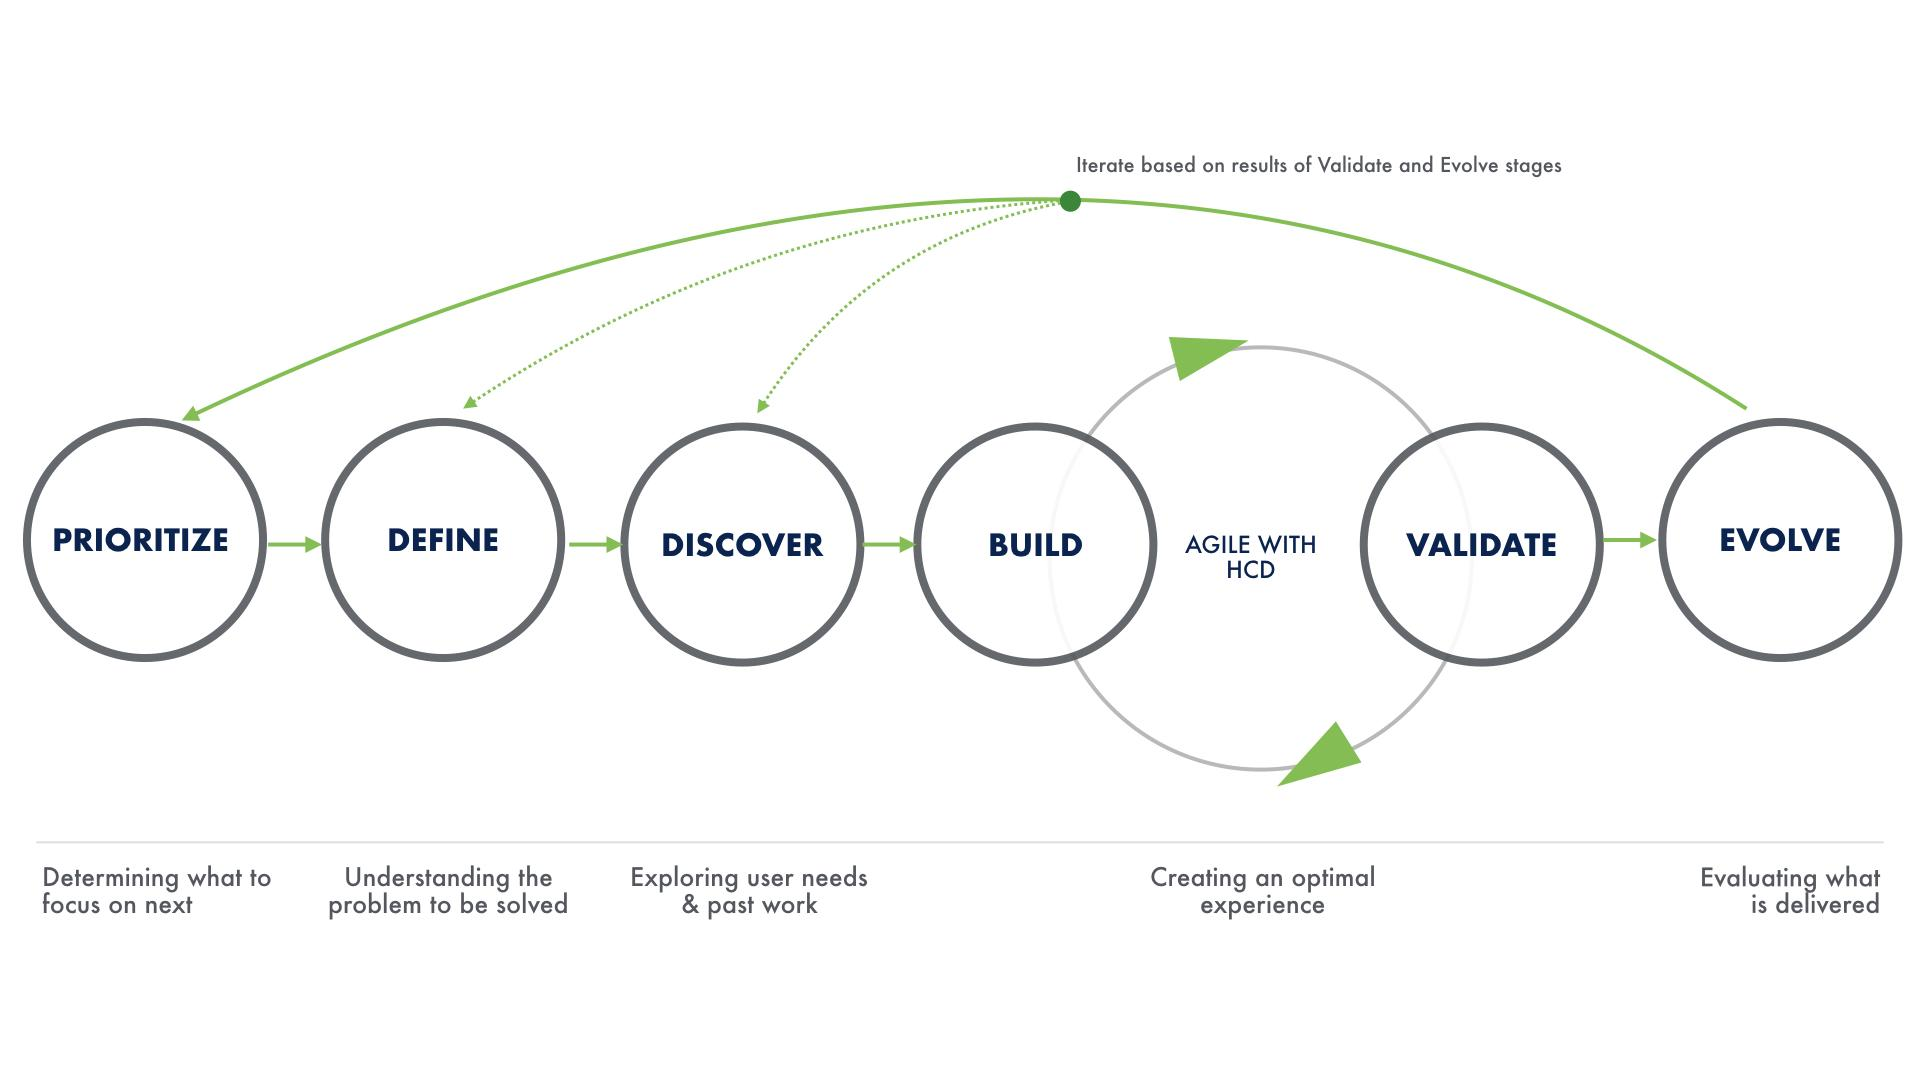 Iterate based on results of Validate and Evolve stages
PRIORITIZE
DEFINE
DISCOVER
BUILD
AGILE WITH
HCD
VALIDATE
EVOLVE
Determining what to
focus on next
Understanding the
problem to be solved
Exploring user needs
& past work
Creating an optimal
experience
Evaluating what
is delivered